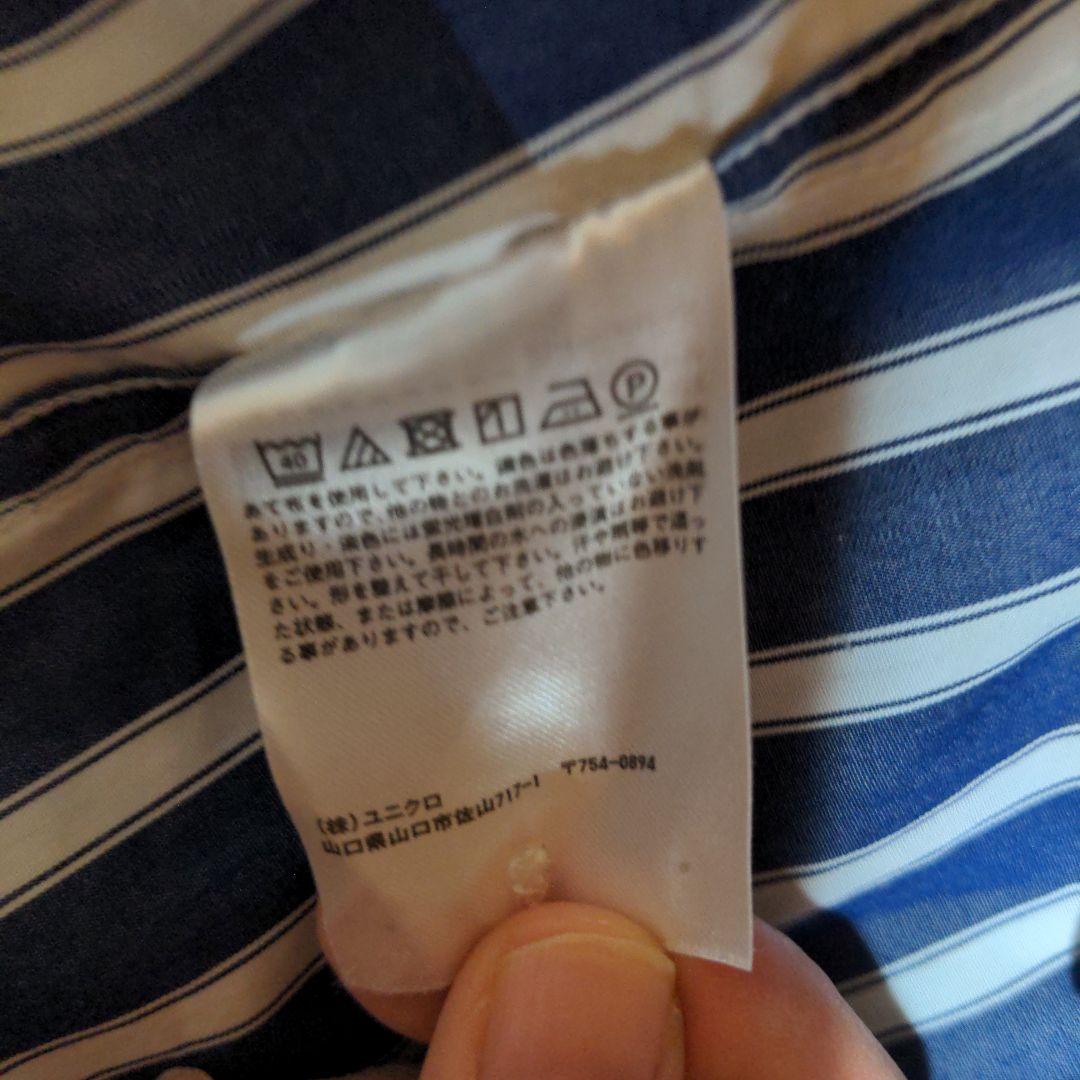 40 P
あて布を使用して下さい。濃色は色落ちする事が
ありますので、他の物とのお洗濯はお避け下さい。
生成り・淡色には蛍光増白剤の入っていない洗剤
をご使用下さい。長時間の水への浸漬はお避け下
さい。形を整えて干して下さい。汗や雨等で湿っ
た状態、または摩擦によって、他の物に色移りす
る事がありますので、ご注意下さい。
(株)ユニクロ
山口県山口市佐山717-1 〒754-0894